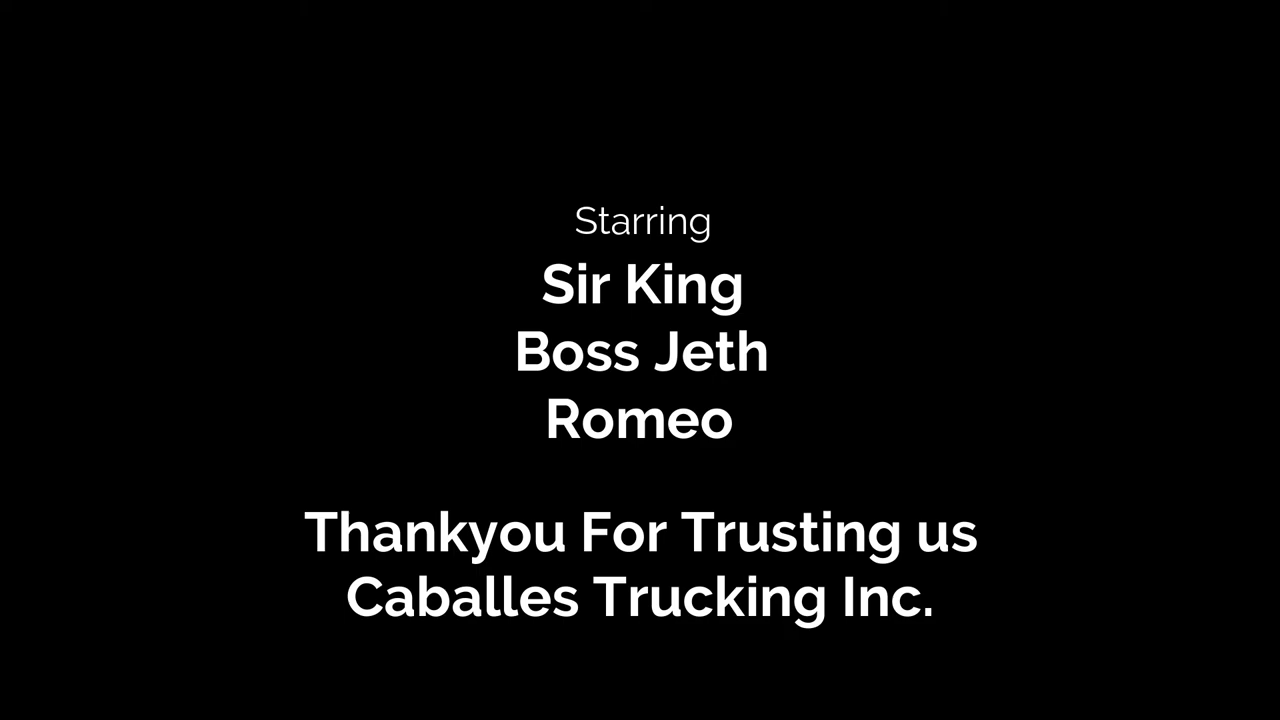 Starring
Sir King
Boss Jeth
Romeo
Thankyou For Trusting us
Caballes Trucking Inc.